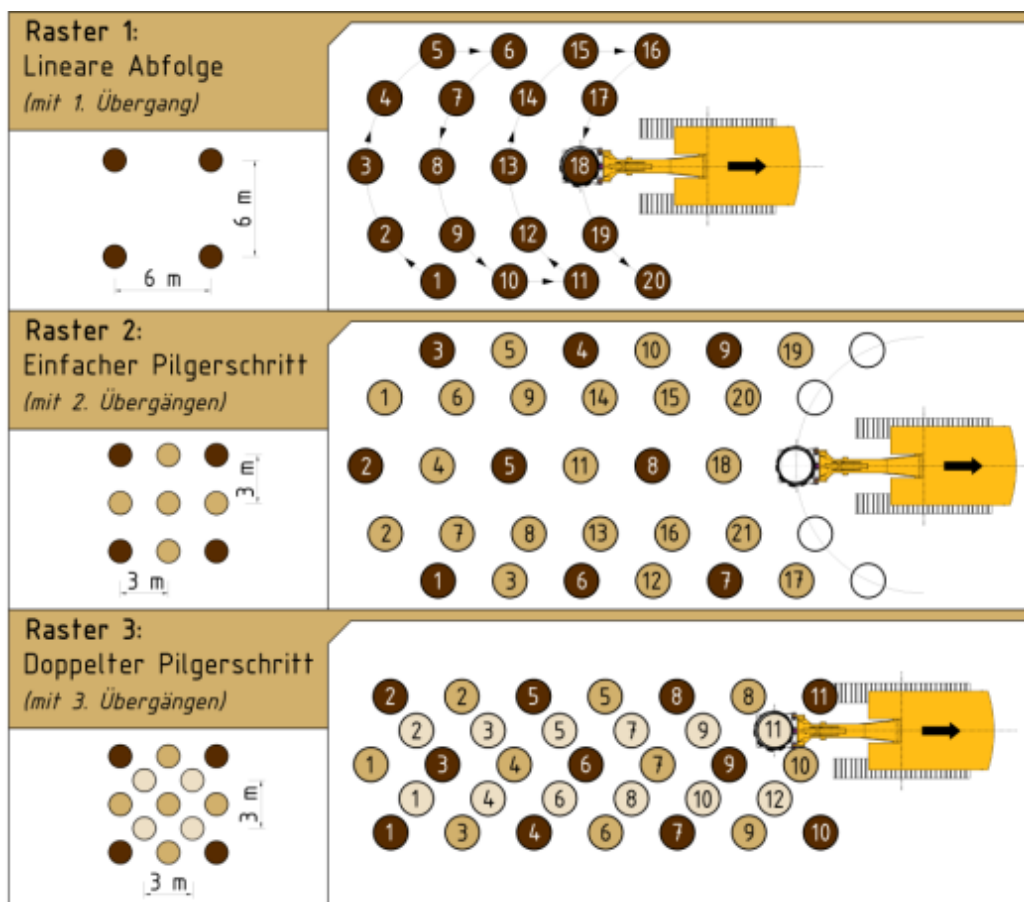 Raster 1:
Lineare Abfolge
(mit 1. Übergang)
6 m
6 m
5 6 15 16
4 7 14 17
3 8 13 18
2 9 12 19
1 10 11 20
Raster 2:
Einfacher Pilgerschritt
(mit 2. Übergängen)
3 m
3 m
3 5 4 10 9 19
1 6 9 14 15 20
2 4 5 11 8 18
2 7 8 13 16 21
1 3 6 12 7 17
Raster 3:
Doppelter Pilgerschritt
(mit 3. Übergängen)
3 m
3 m
2 2 5 5 8 8 11
2 3 5 7 9 11
1 3 4 6 7 9 10
1 4 6 8 10 12
1 3 4 6 7 9 10